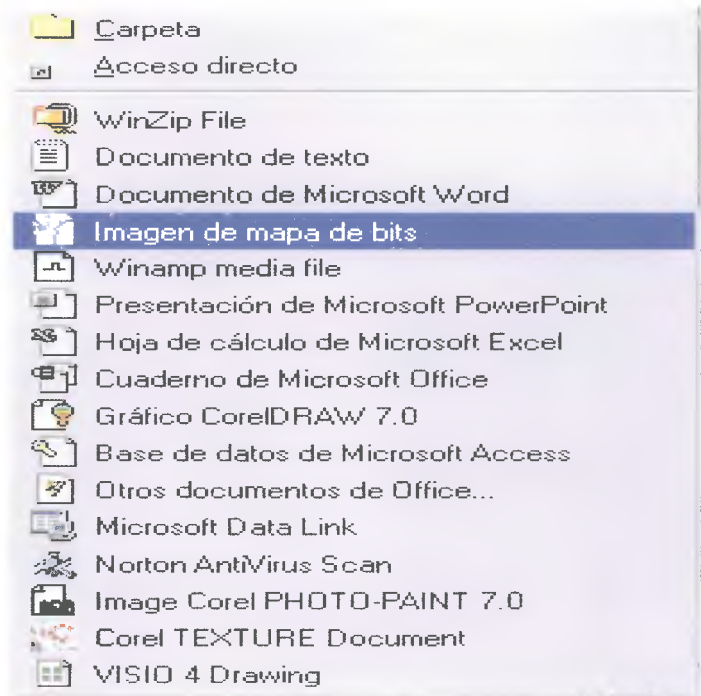 Carpeta
Acceso directo
WinZip File
Documento de texto
Documento de Microsoft Word
Imagen de mapa de bits
Winamp media file
Presentación de Microsoft PowerPoint
Hoja de cálculo de Microsoft Excel
Cuaderno de Microsoft Office
Gráfico CorelDRAW 7.0
Base de datos de Microsoft Access
Otros documentos de Office...
Microsoft Data Link
Norton AntiVirus Scan
Image Corel PHOTO-PAINT 7.0
Corel TEXTURE Document
VISIO 4 Drawing